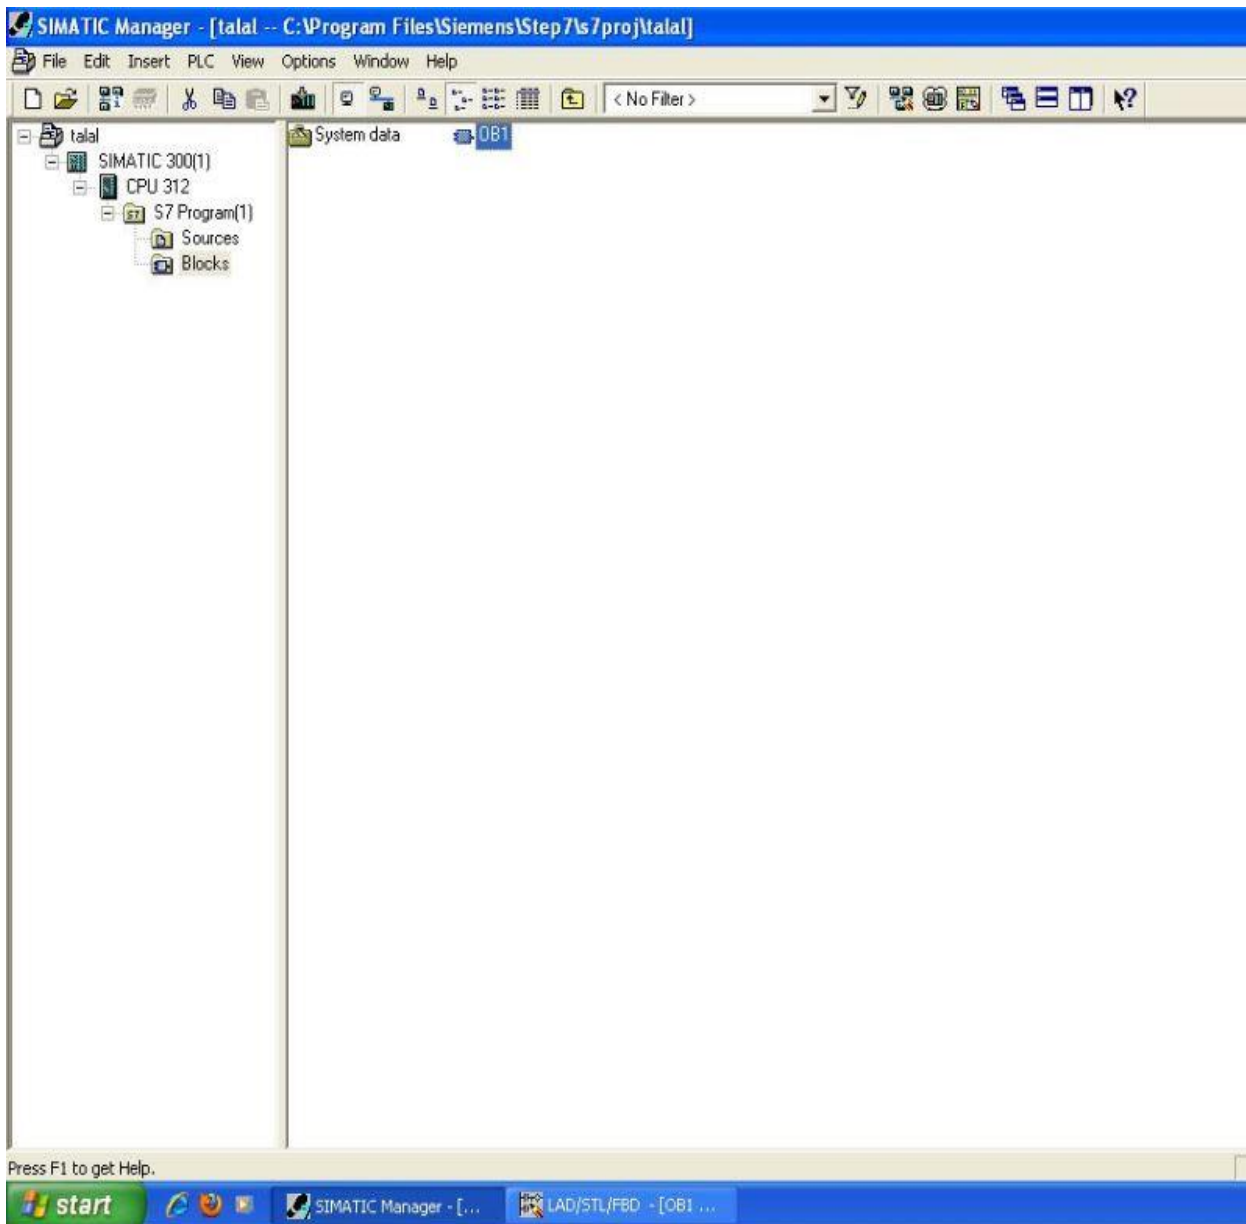 SIMATIC Manager - [talal -- C:\Program Files\Siemens\Step7\s7proj\talal]
File Edit Insert PLC View Options Window Help
< No Filter >
talal
SIMATIC 300(1)
CPU 312
S7 Program(1)
Sources
Blocks
System data OB1
Press F1 to get Help.
start SIMATIC Manager - [... LAD/STL/FBD - [OB1 ...